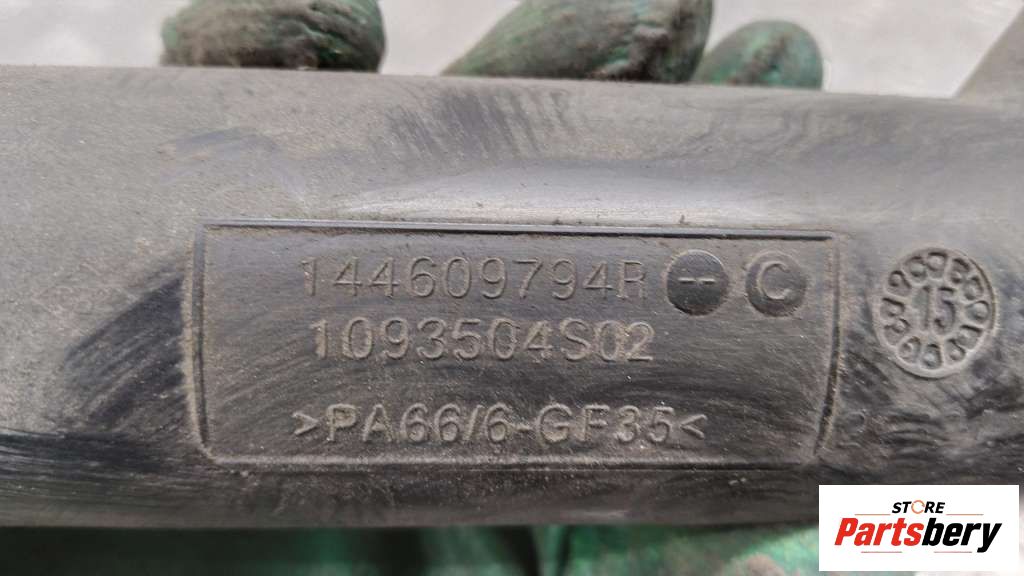 144609794R -- C
1093504S02
>PA66/6-GF35<
15
STORE
Partsbery